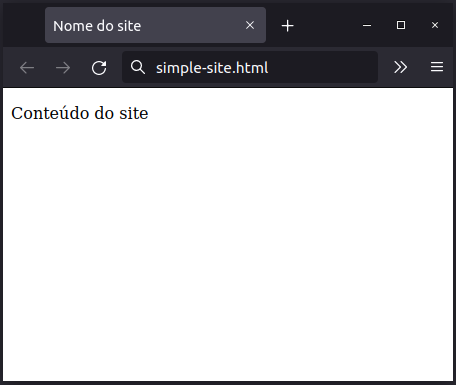 Nome do site
simple-site.html
Conteúdo do site